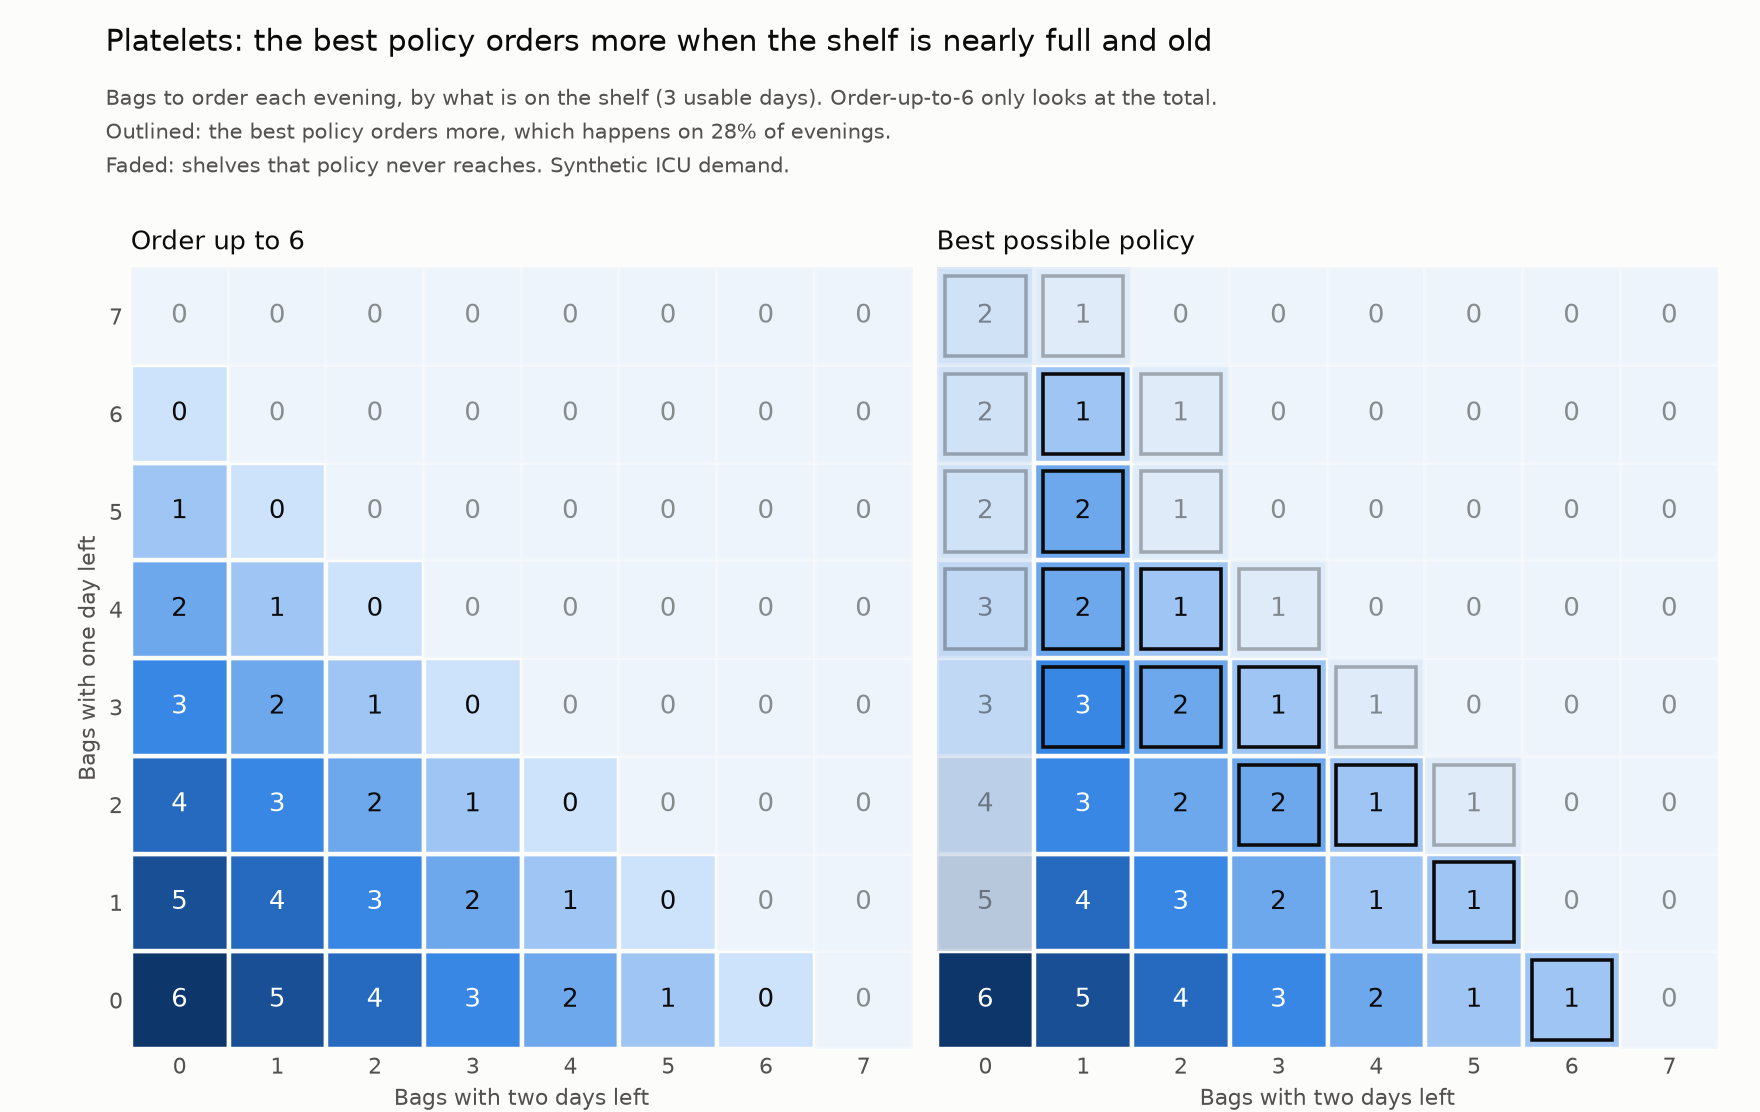 Platelets: the best policy orders more when the shelf is nearly full and old
Bags to order each evening, by what is on the shelf (3 usable days). Order-up-to-6 only looks at the total.
Outlined: the best policy orders more, which happens on 28% of evenings.
Faded: shelves that policy never reaches. Synthetic ICU demand.
Order up to 6
Bags with one day left
7 0 0 0 0 0 0 0 0
6 0 0 0 0 0 0 0 0
5 1 0 0 0 0 0 0 0
4 2 1 0 0 0 0 0 0
3 3 2 1 0 0 0 0 0
2 4 3 2 1 0 0 0 0
1 5 4 3 2 1 0 0 0
0 6 5 4 3 2 1 0 0
0 1 2 3 4 5 6 7
Bags with two days left
Best possible policy
2 1 0 0 0 0 0 0
2 1 1 0 0 0 0 0
2 2 1 0 0 0 0 0
3 2 1 1 0 0 0 0
3 3 2 1 1 0 0 0
4 3 2 2 1 1 0 0
5 4 3 2 1 1 0 0
6 5 4 3 2 1 1 0
0 1 2 3 4 5 6 7
Bags with two days left